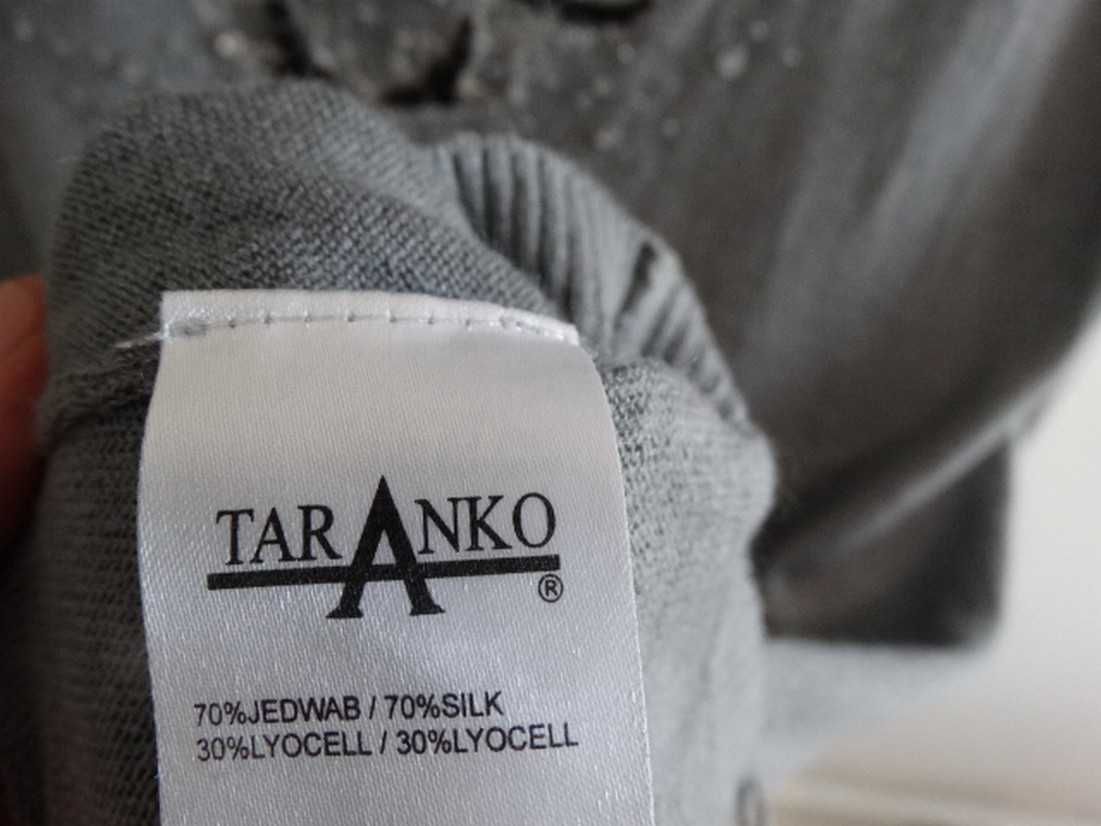 TARANKO
®
70%JEDWAB / 70%SILK
30%LYOCELL / 30%LYOCELL